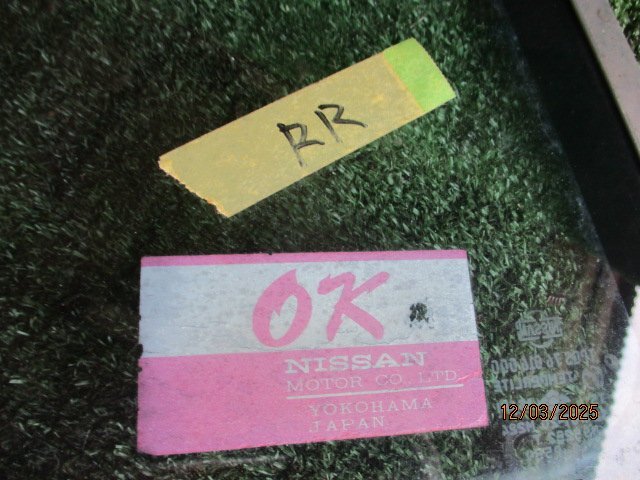 RR
OK
NISSAN
MOTOR CO. LTD
YOKOHAMA
JAPAN
12/03/2025